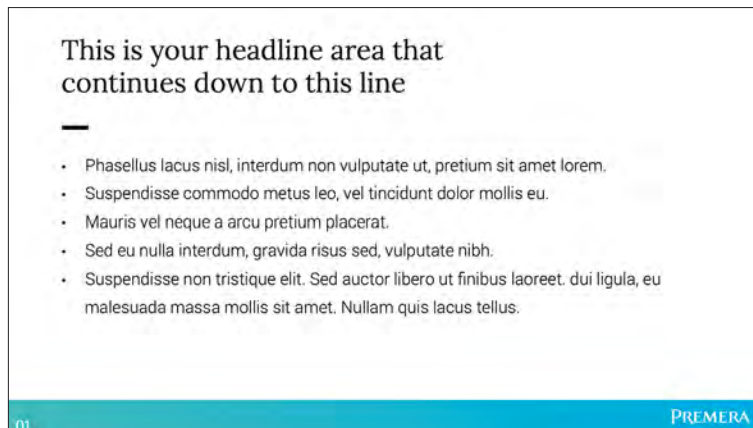 This is your headline area that
continues down to this line
• Phasellus lacus nisl, interdum non vulputate ut, pretium sit amet lorem.
• Suspendisse commodo metus leo, vel tincidunt dolor mollis eu.
• Mauris vel neque a arcu pretium placerat.
• Sed eu nulla interdum, gravida risus sed, vulputate nibh.
• Suspendisse non tristique elit. Sed auctor libero ut finibus laoreet. dui ligula, eu
malesuada massa mollis sit amet. Nullam quis lacus tellus.
01
PREMERA